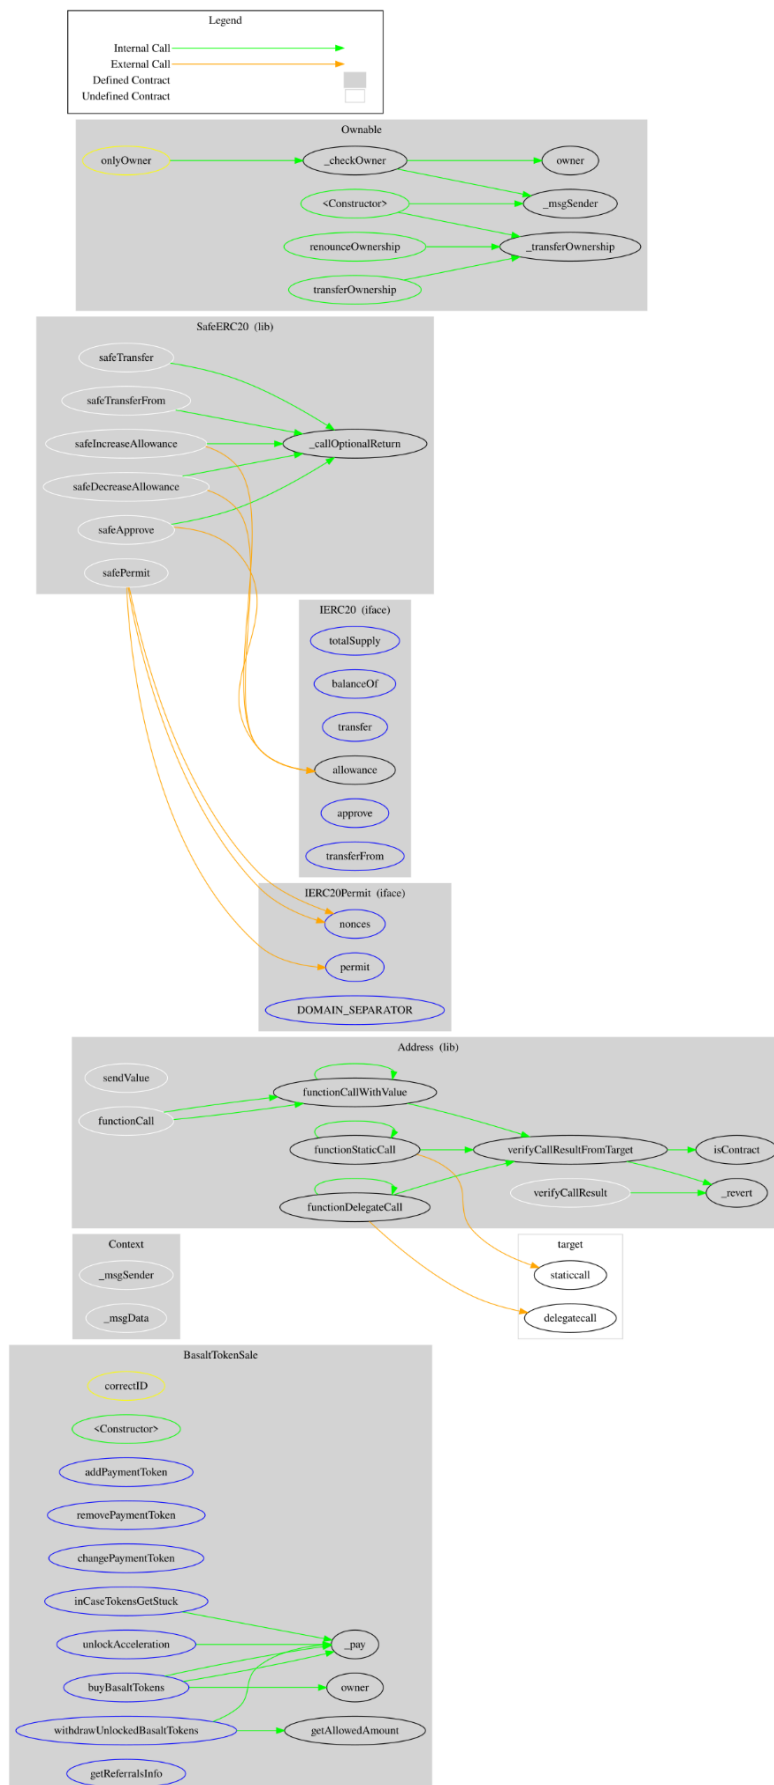 Legend
Internal Call
External Call
Defined Contract
Undefined Contract
Ownable
onlyOwner
_checkOwner
owner
<Constructor>
_msgSender
renounceOwnership
_transferOwnership
transferOwnership
SafeERC20 (lib)
safeTransfer
safeTransferFrom
safeIncreaseAllowance
_callOptionalReturn
safeDecreaseAllowance
safeApprove
safePermit
IERC20 (iface)
totalSupply
balanceOf
transfer
allowance
approve
transferFrom
IERC20Permit (iface)
nonces
permit
DOMAIN_SEPARATOR
Address (lib)
sendValue
functionCallWithValue
functionCall
functionStaticCall
verifyCallResultFromTarget
isContract
verifyCallResult
_revert
functionDelegateCall
Context
_msgSender
_msgData
target
staticcall
delegatecall
BasaltTokenSale
correctID
<Constructor>
addPaymentToken
removePaymentToken
changePaymentToken
inCaseTokensGetStuck
unlockAcceleration
_pay
buyBasaltTokens
owner
withdrawUnlockedBasaltTokens
getAllowedAmount
getReferralsInfo